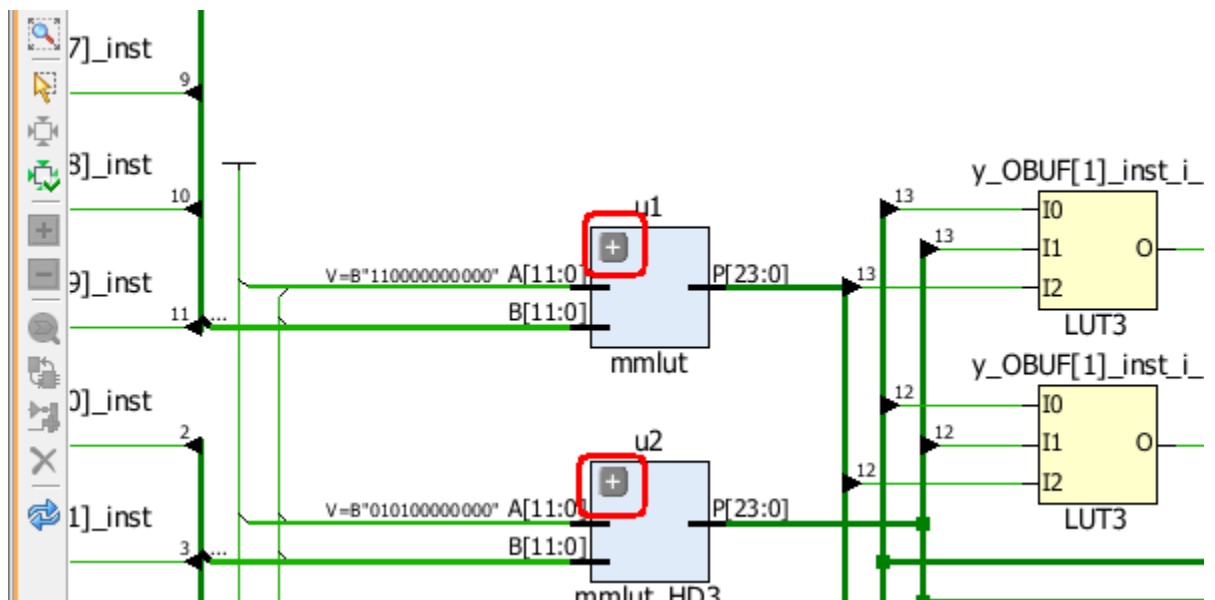 7]_inst
9
8]_inst
10
9]_inst
11
...
0]_inst
2
1]_inst
3
...
u1
V=B"110000000000" A[11:0]
B[11:0]
P[23:0]
mmlut
u2
V=B"010100000000" A[11:0]
B[11:0]
P[23:0]
mmlut_HD3
y_OBUF[1]_inst_i_
13
I0
13
I1
O
13
I2
LUT3
y_OBUF[1]_inst_i_
12
I0
12
I1
O
12
I2
LUT3